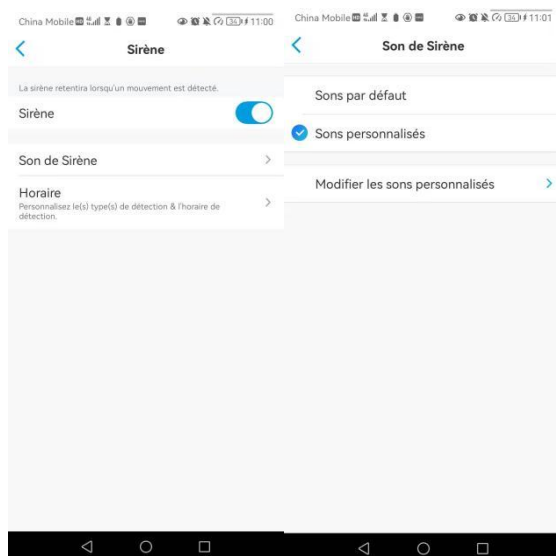 China Mobile 34 11:00
Sirène
La sirène retentira lorsqu'un mouvement est détecté.
Sirène
Son de Sirène
Horaire
Personnalisez le(s) type(s) de détection & l'horaire de
détection.
China Mobile 34 11:01
Son de Sirène
Sons par défaut
Sons personnalisés
Modifier les sons personnalisés